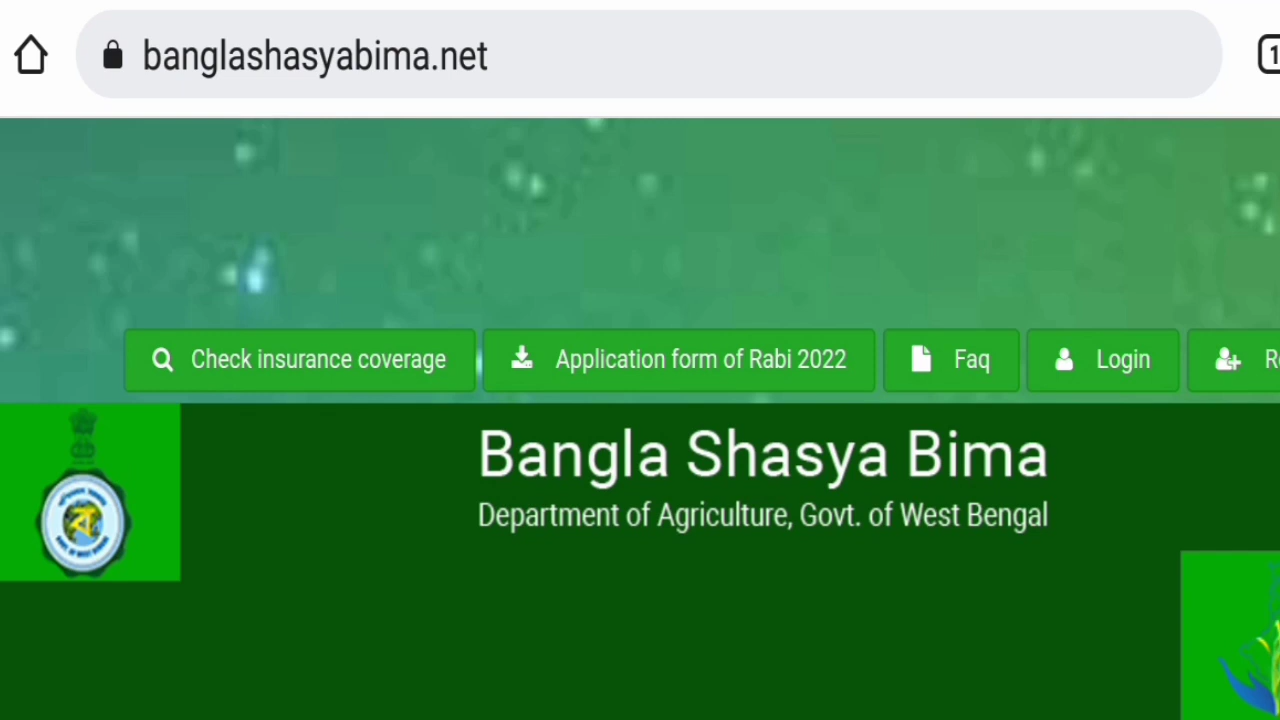 banglashasyabima.net
Check insurance coverage
Application form of Rabi 2022
Faq
Login
Bangla Shasya Bima
Department of Agriculture, Govt. of West Bengal